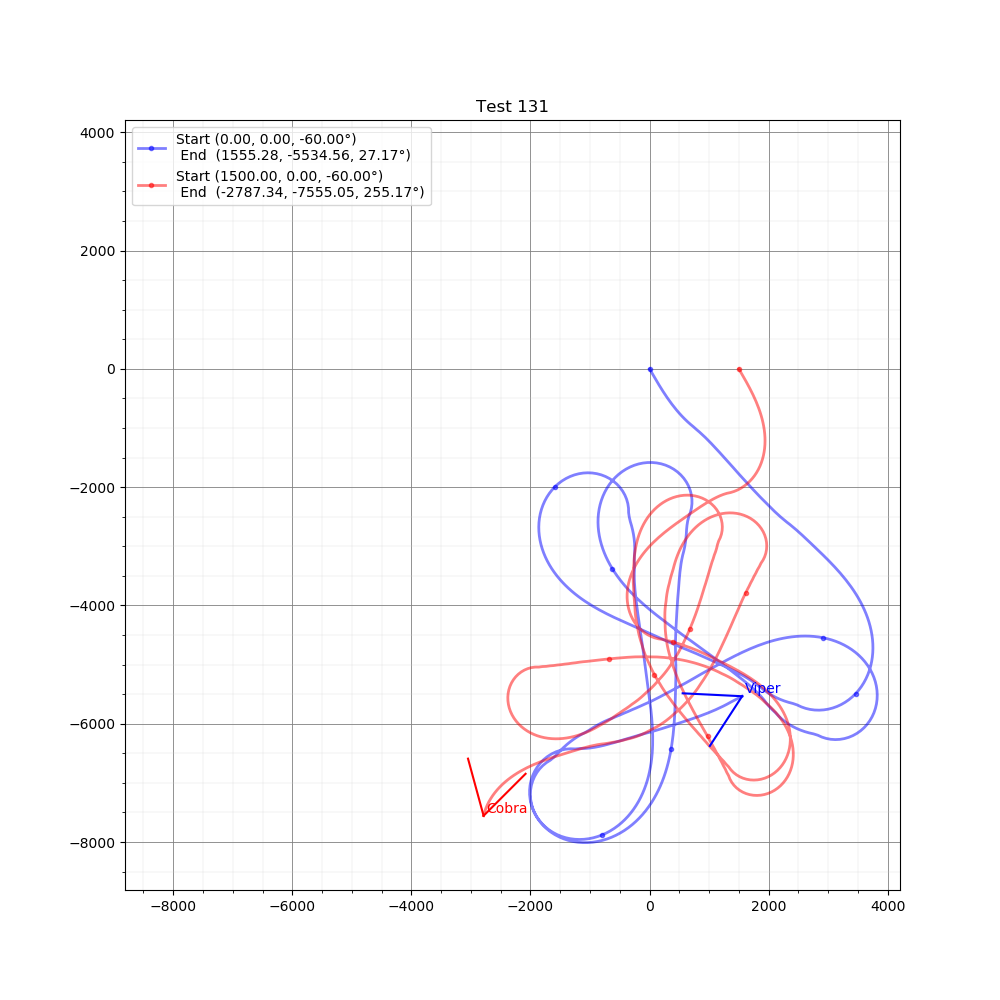 Test 131
Start (0.00, 0.00, -60.00°)
End  (1555.28, -5534.56, 27.17°)
Start (1500.00, 0.00, -60.00°)
End  (-2787.34, -7555.05, 255.17°)
4000
2000
0
−2000
−4000
−6000
−8000
Viper
Cobra
−8000 −6000 −4000 −2000 0 2000 4000